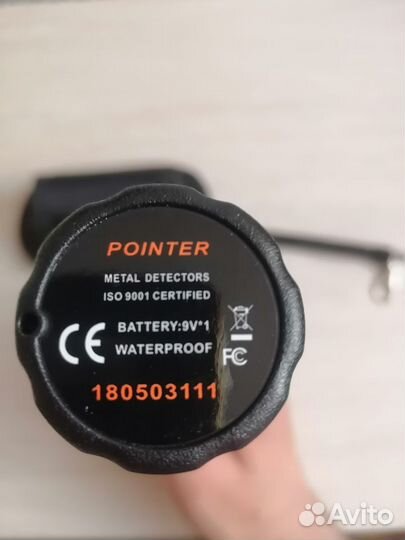 POINTER
METAL DETECTORS
ISO 9001 CERTIFIED
CE BATTERY:9V*1
WATERPROOF FC
180503111
Avito